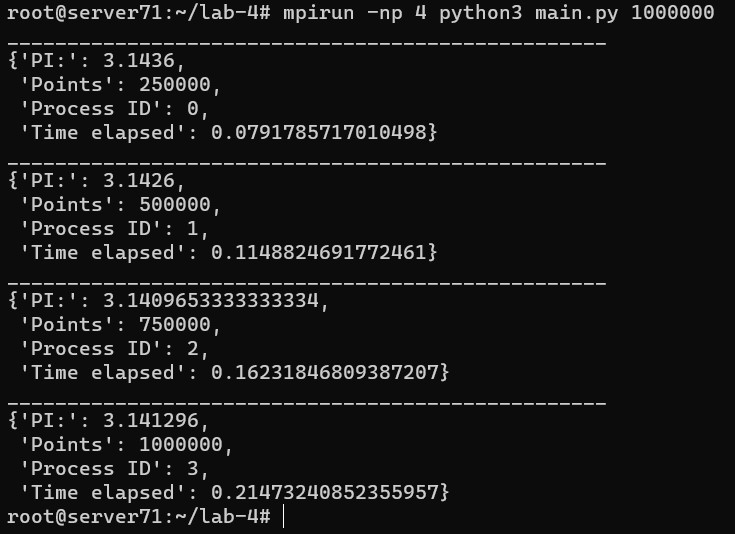 root@server71:~/lab-4# mpirun -np 4 python3 main.py 1000000
__________________________________________________
{'PI:': 3.1436,
 'Points': 250000,
 'Process ID': 0,
 'Time elapsed': 0.0791785717010498}
__________________________________________________
{'PI:': 3.1426,
 'Points': 500000,
 'Process ID': 1,
 'Time elapsed': 0.1148824691772461}
__________________________________________________
{'PI:': 3.1409653333333334,
 'Points': 750000,
 'Process ID': 2,
 'Time elapsed': 0.16231846809387207}
__________________________________________________
{'PI:': 3.141296,
 'Points': 1000000,
 'Process ID': 3,
 'Time elapsed': 0.21473240852355957}
root@server71:~/lab-4#